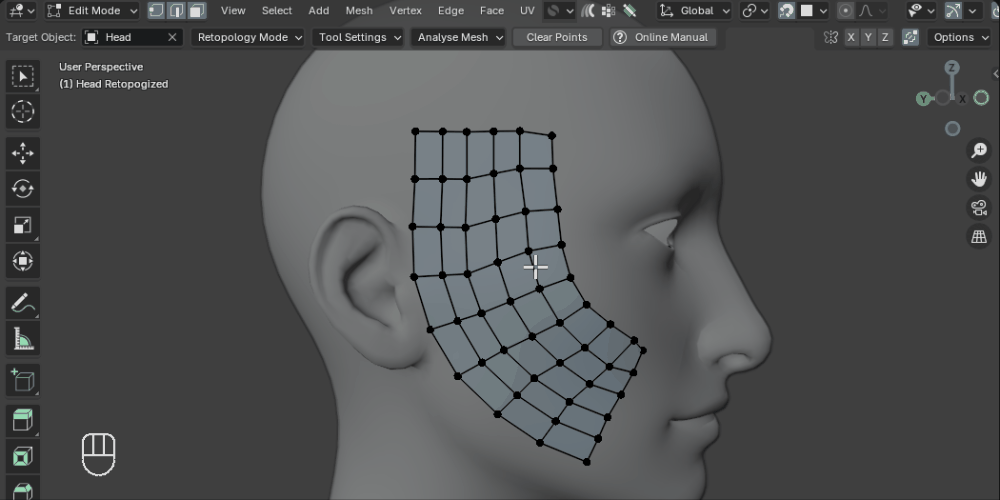 Edit Mode View Select Add Mesh Vertex Edge Face UV Global
Target Object: Head Retopology Mode Tool Settings Analyse Mesh Clear Points Online Manual X Y Z Options
User Perspective
(1) Head Retopogized
Z
Y X